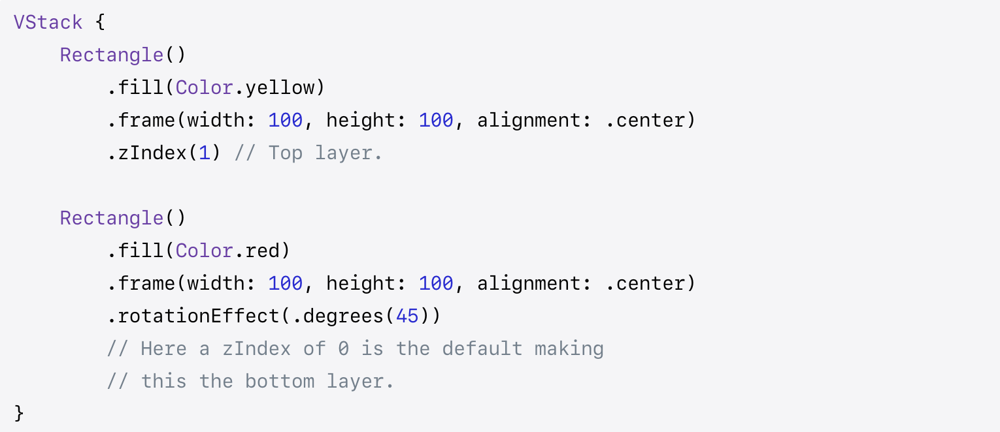 VStack {
    Rectangle()
        .fill(Color.yellow)
        .frame(width: 100, height: 100, alignment: .center)
        .zIndex(1) // Top layer.

    Rectangle()
        .fill(Color.red)
        .frame(width: 100, height: 100, alignment: .center)
        .rotationEffect(.degrees(45))
        // Here a zIndex of 0 is the default making
        // this the bottom layer.
}